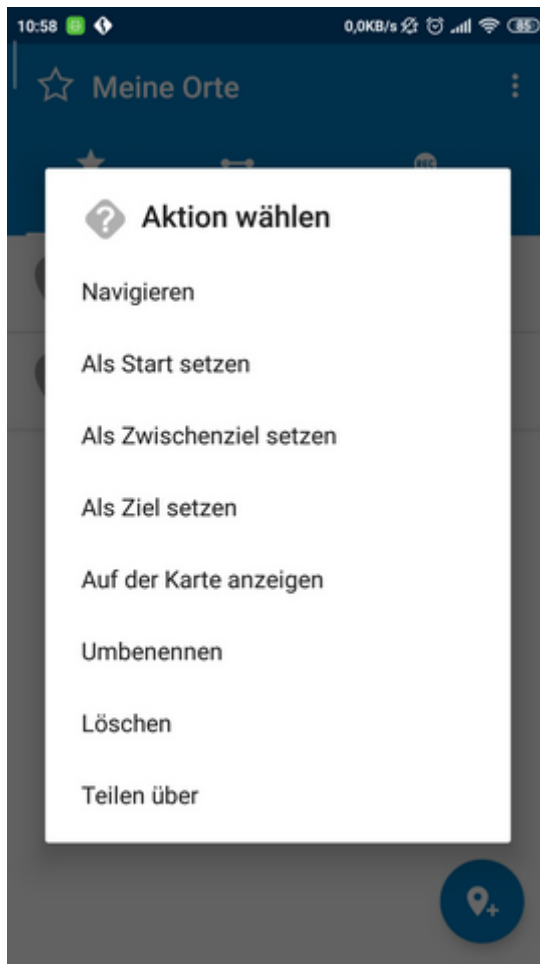 10:58
0,0KB/s
85
Meine Orte
REC
Aktion wählen
Navigieren
Als Start setzen
Als Zwischenziel setzen
Als Ziel setzen
Auf der Karte anzeigen
Umbenennen
Löschen
Teilen über